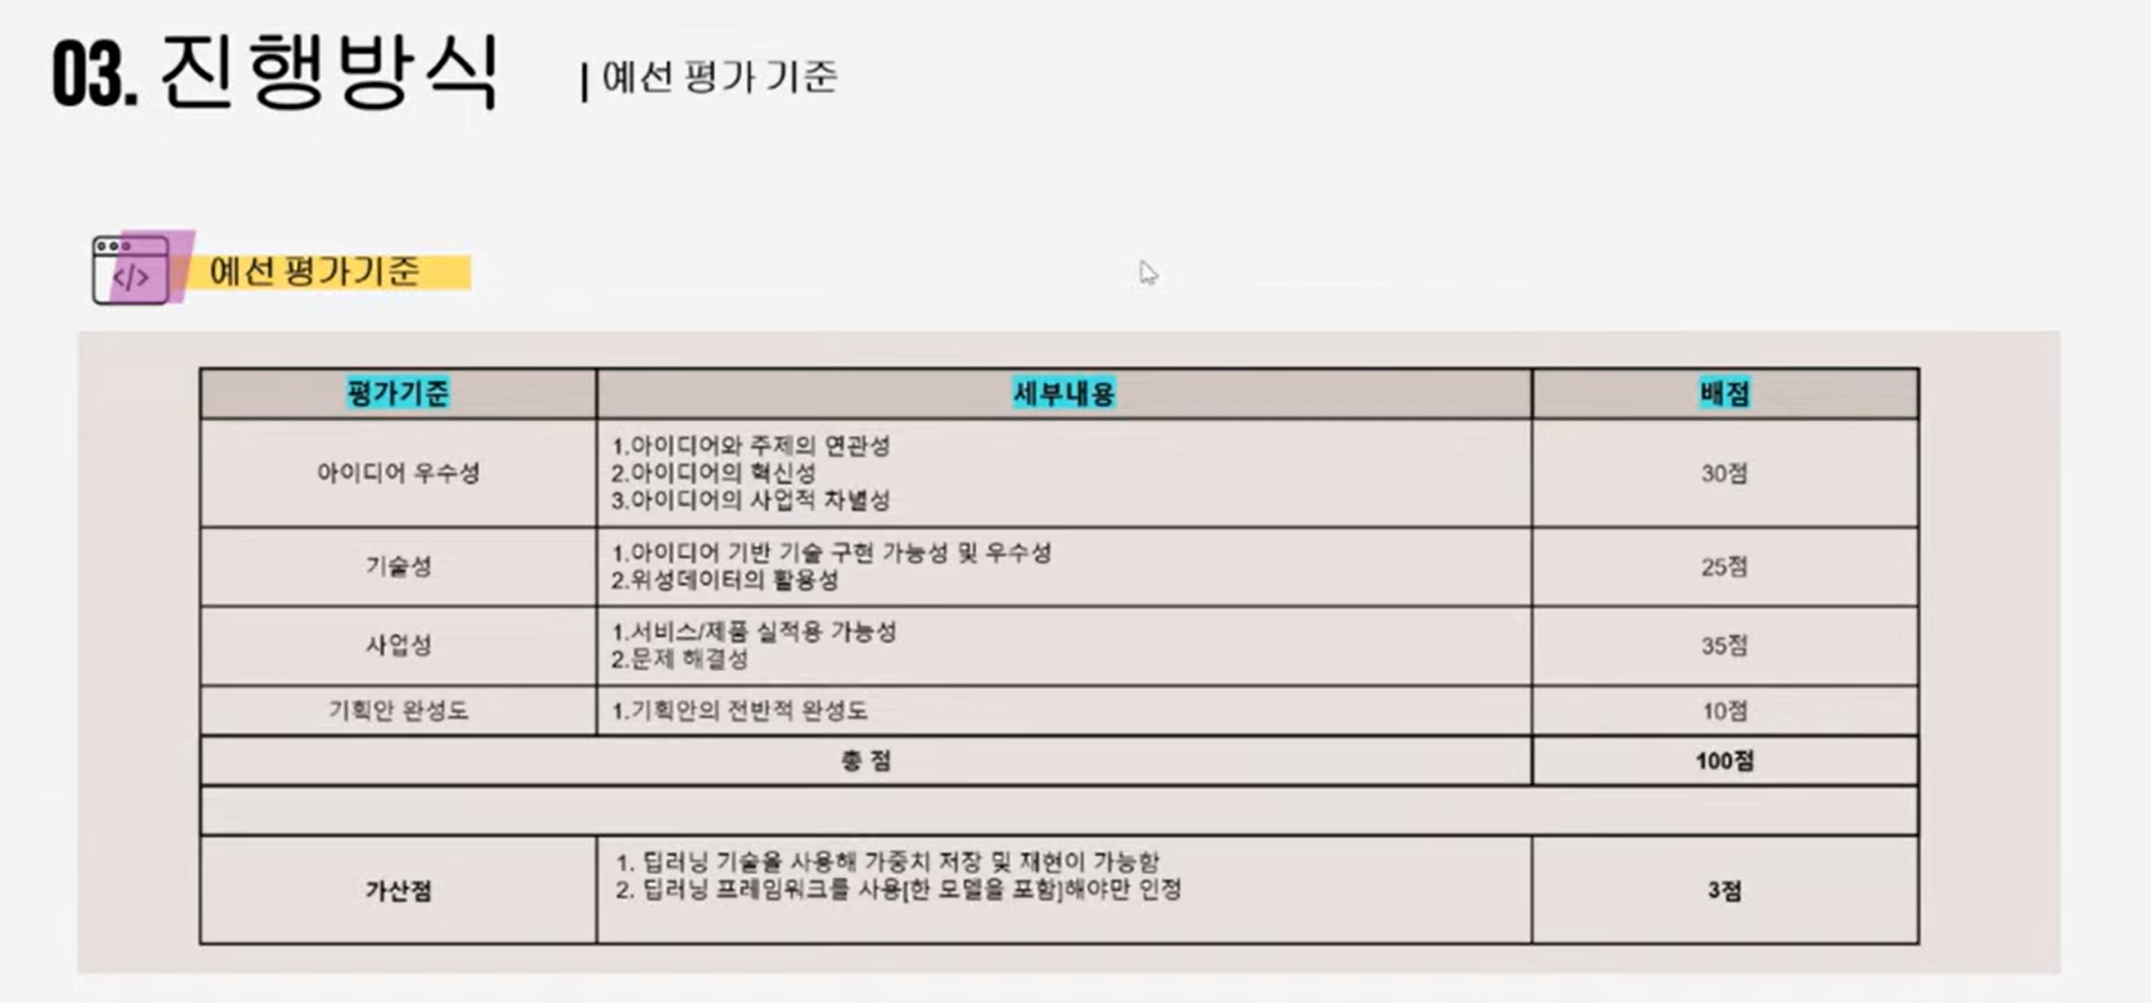 03. 진행방식 | 예선 평가 기준
</>
예선 평가기준
평가기준 세부내용 배점
아이디어 우수성
1.아이디어와 주제의 연관성
2.아이디어의 혁신성
3.아이디어의 사업적 차별성
30점
기술성
1.아이디어 기반 기술 구현 가능성 및 우수성
2.위성데이터의 활용성
25점
사업성
1.서비스/제품 실적용 가능성
2.문제 해결성
35점
기획안 완성도 1.기획안의 전반적 완성도 10점
총 점 100점
가산점
1. 딥러닝 기술을 사용해 가중치 저장 및 재현이 가능함
2. 딥러닝 프레임워크를 사용[한 모델을 포함]해야만 인정
3점